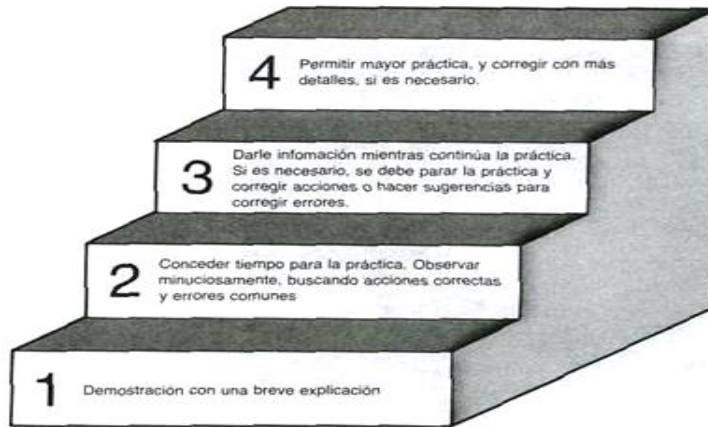 4
Permitir mayor práctica, y corregir con más
detalles, si es necesario.
3
Darle infomación mientras continúa la práctica.
Si es necesario, se debe parar la práctica y
corregir acciones o hacer sugerencias para
corregir errores.
2
Conceder tiempo para la práctica. Observar
minuciosamente, buscando acciones correctas
y errores comunes
1
Demostración con una breve explicación